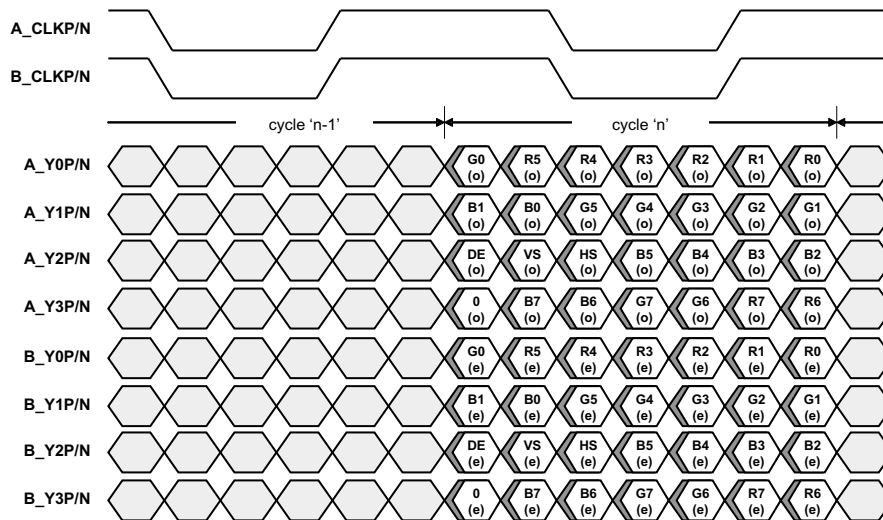 A_CLKP/N
B_CLKP/N
cycle ‘n-1’ cycle ‘n’
A_Y0P/N G0 (o) R5 (o) R4 (o) R3 (o) R2 (o) R1 (o) R0 (o)
A_Y1P/N B1 (o) B0 (o) G5 (o) G4 (o) G3 (o) G2 (o) G1 (o)
A_Y2P/N DE (o) VS (o) HS (o) B5 (o) B4 (o) B3 (o) B2 (o)
A_Y3P/N 0 (o) B7 (o) B6 (o) G7 (o) G6 (o) R7 (o) R6 (o)
B_Y0P/N G0 (e) R5 (e) R4 (e) R3 (e) R2 (e) R1 (e) R0 (e)
B_Y1P/N B1 (e) B0 (e) G5 (e) G4 (e) G3 (e) G2 (e) G1 (e)
B_Y2P/N DE (e) VS (e) HS (e) B5 (e) B4 (e) B3 (e) B2 (e)
B_Y3P/N 0 (e) B7 (e) B6 (e) G7 (e) G6 (e) R7 (e) R6 (e)